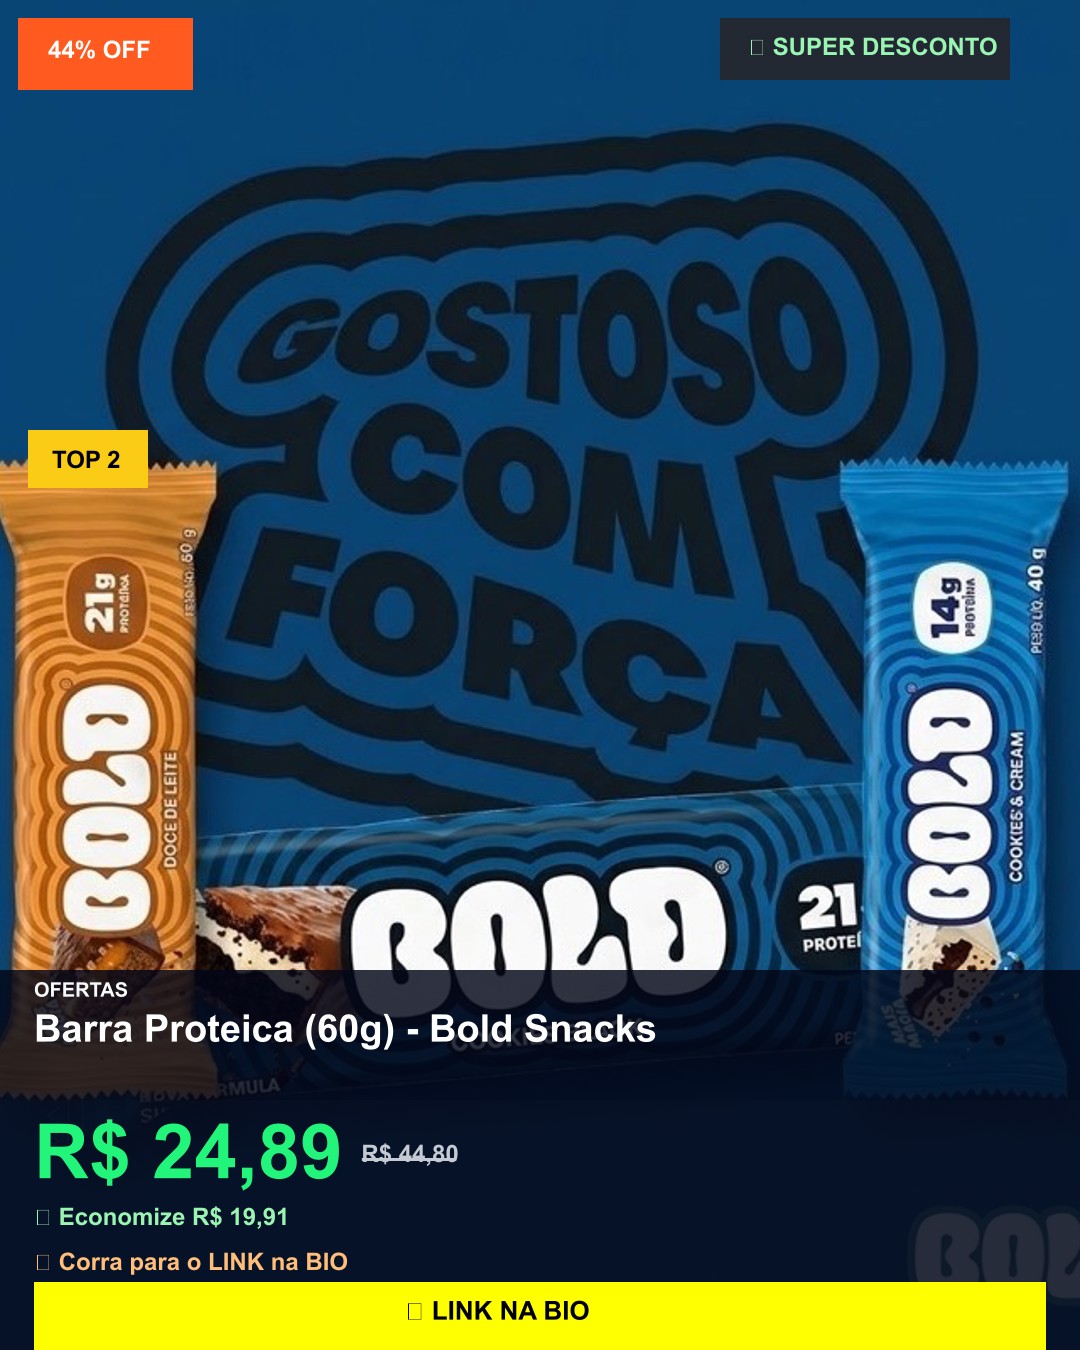 44% OFF
SUPER DESCONTO
GOSTOSO
COM
FORÇA
TOP 2
21g
PROTEÍNA
60 g
BOLD
DOCE DE LEITE
14g
PROTEÍNA
PESO LÍQ. 40 g
BOLD
COOKIES & CREAM
BOLD
21
PROTEÍ
OFERTAS
Barra Proteica (60g) - Bold Snacks
R$ 24,89 R$ 44,80
Economize R$ 19,91
Corra para o LINK na BIO
LINK NA BIO